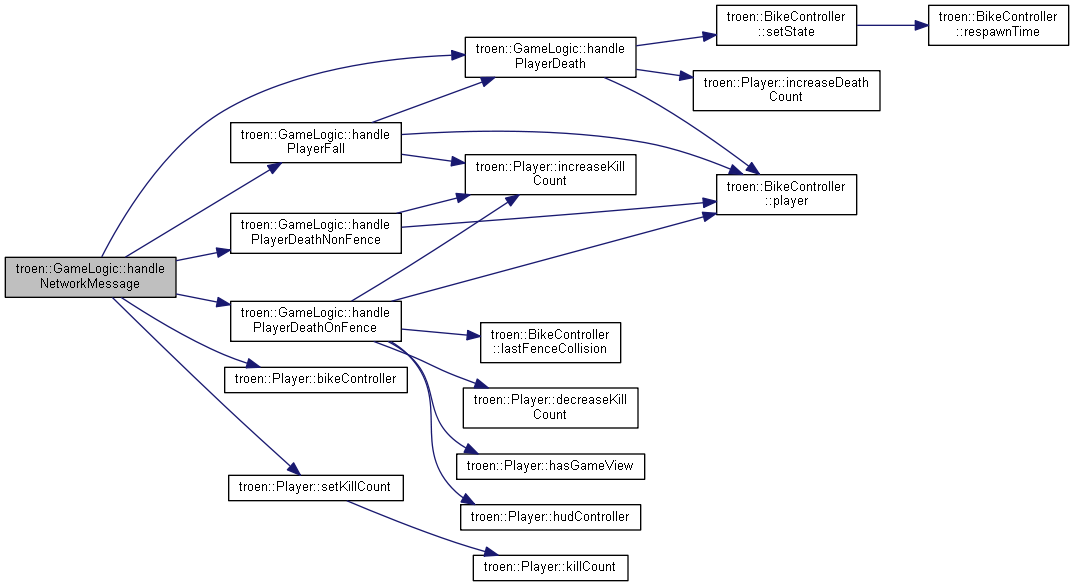 troen::GameLogic::handle
NetworkMessage
troen::GameLogic::handle
PlayerFall
troen::GameLogic::handle
PlayerDeathNonFence
troen::GameLogic::handle
PlayerDeathOnFence
troen::Player::bikeController
troen::Player::setKillCount
troen::GameLogic::handle
PlayerDeath
troen::Player::increaseKill
Count
troen::BikeController
::lastFenceCollision
troen::Player::decreaseKill
Count
troen::Player::hasGameView
troen::Player::hudController
troen::Player::killCount
troen::BikeController
::setState
troen::Player::increaseDeath
Count
troen::BikeController
::player
troen::BikeController
::respawnTime